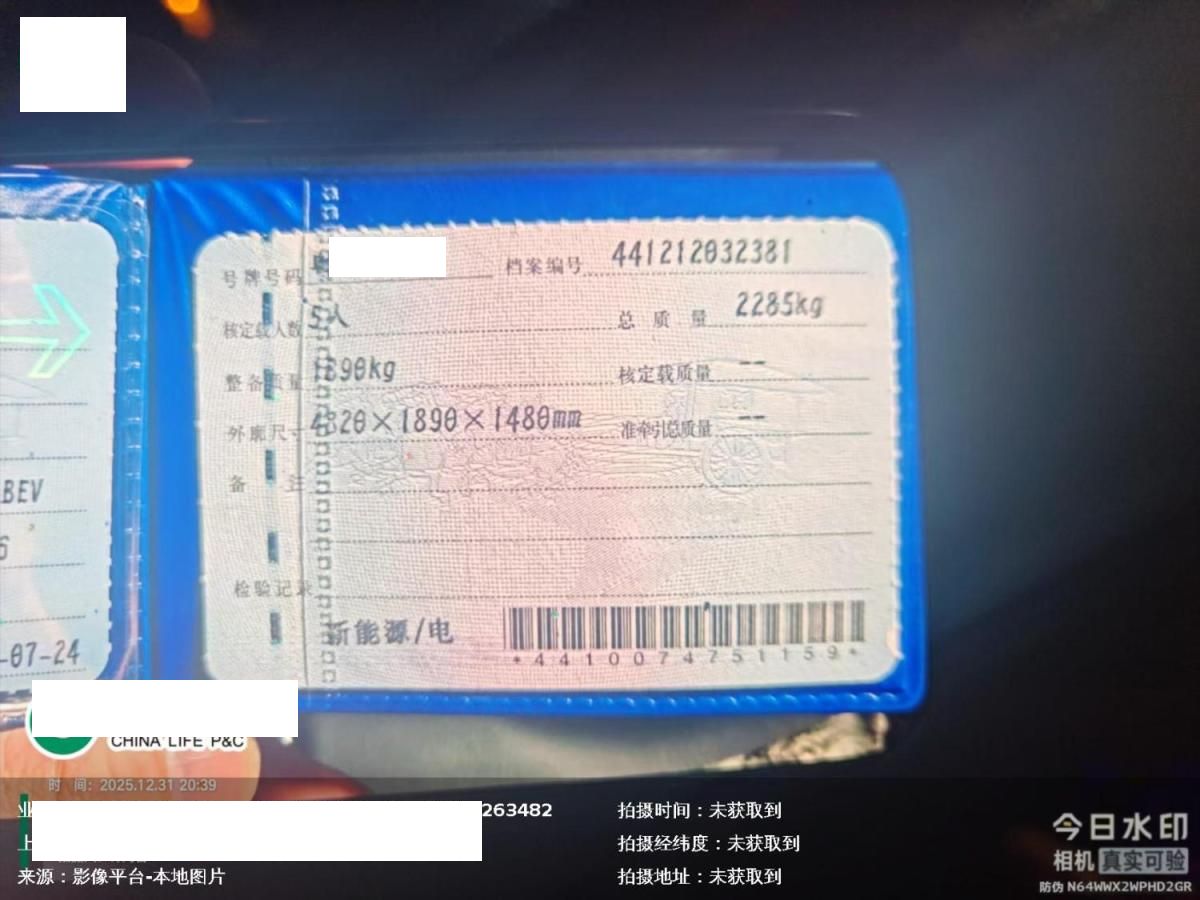 号牌号码 档案编号 441212032381
核定载人数 5人 总质量 2285kg
整备质量 1890kg 核定载质量 --
外廓尺寸 4820×1890×1480mm 准牵引总质量 --
备注
检验记录
新能源/电
*4410074751159*
BEV
6
-07-24
CHINA LIFE P&C
时 间: 2025.12.31 20:39
263482
来源：影像平台-本地图片
拍摄时间：未获取到
拍摄经纬度：未获取到
拍摄地址：未获取到
今日水印
相机 真实可验
防伪 N64WWX2WPHD2GR